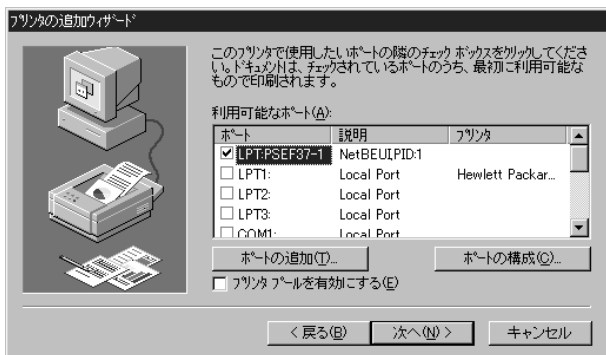 プリンタの追加ウィザード
このプリンタで使用したいポートの隣のチェック ボックスをクリックしてくださ
い。ドキュメントは、チェックされているポートのうち、最初に利用可能な
もので印刷されます。
利用可能なポート(A):
ポート 説明 プリンタ
LPT:PSEF37-1 NetBEUI,PID:1
LPT1: Local Port Hewlett Packar...
LPT2: Local Port
LPT3: Local Port
COM1: Local Port
ポートの追加(T)... ポートの構成(C)...
プリンタ プールを有効にする(E)
< 戻る(B) 次へ(N) > キャンセル